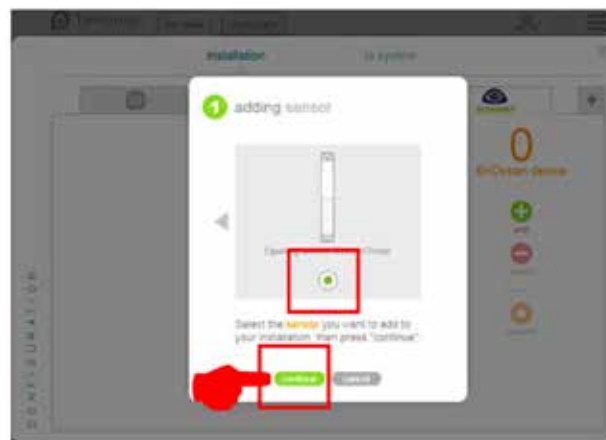 installation
adding sensor
0
EnOcean device
add
Select the sensor you want to add to
your installation, then press "continue".
continue
cancel
CONFIGURATION